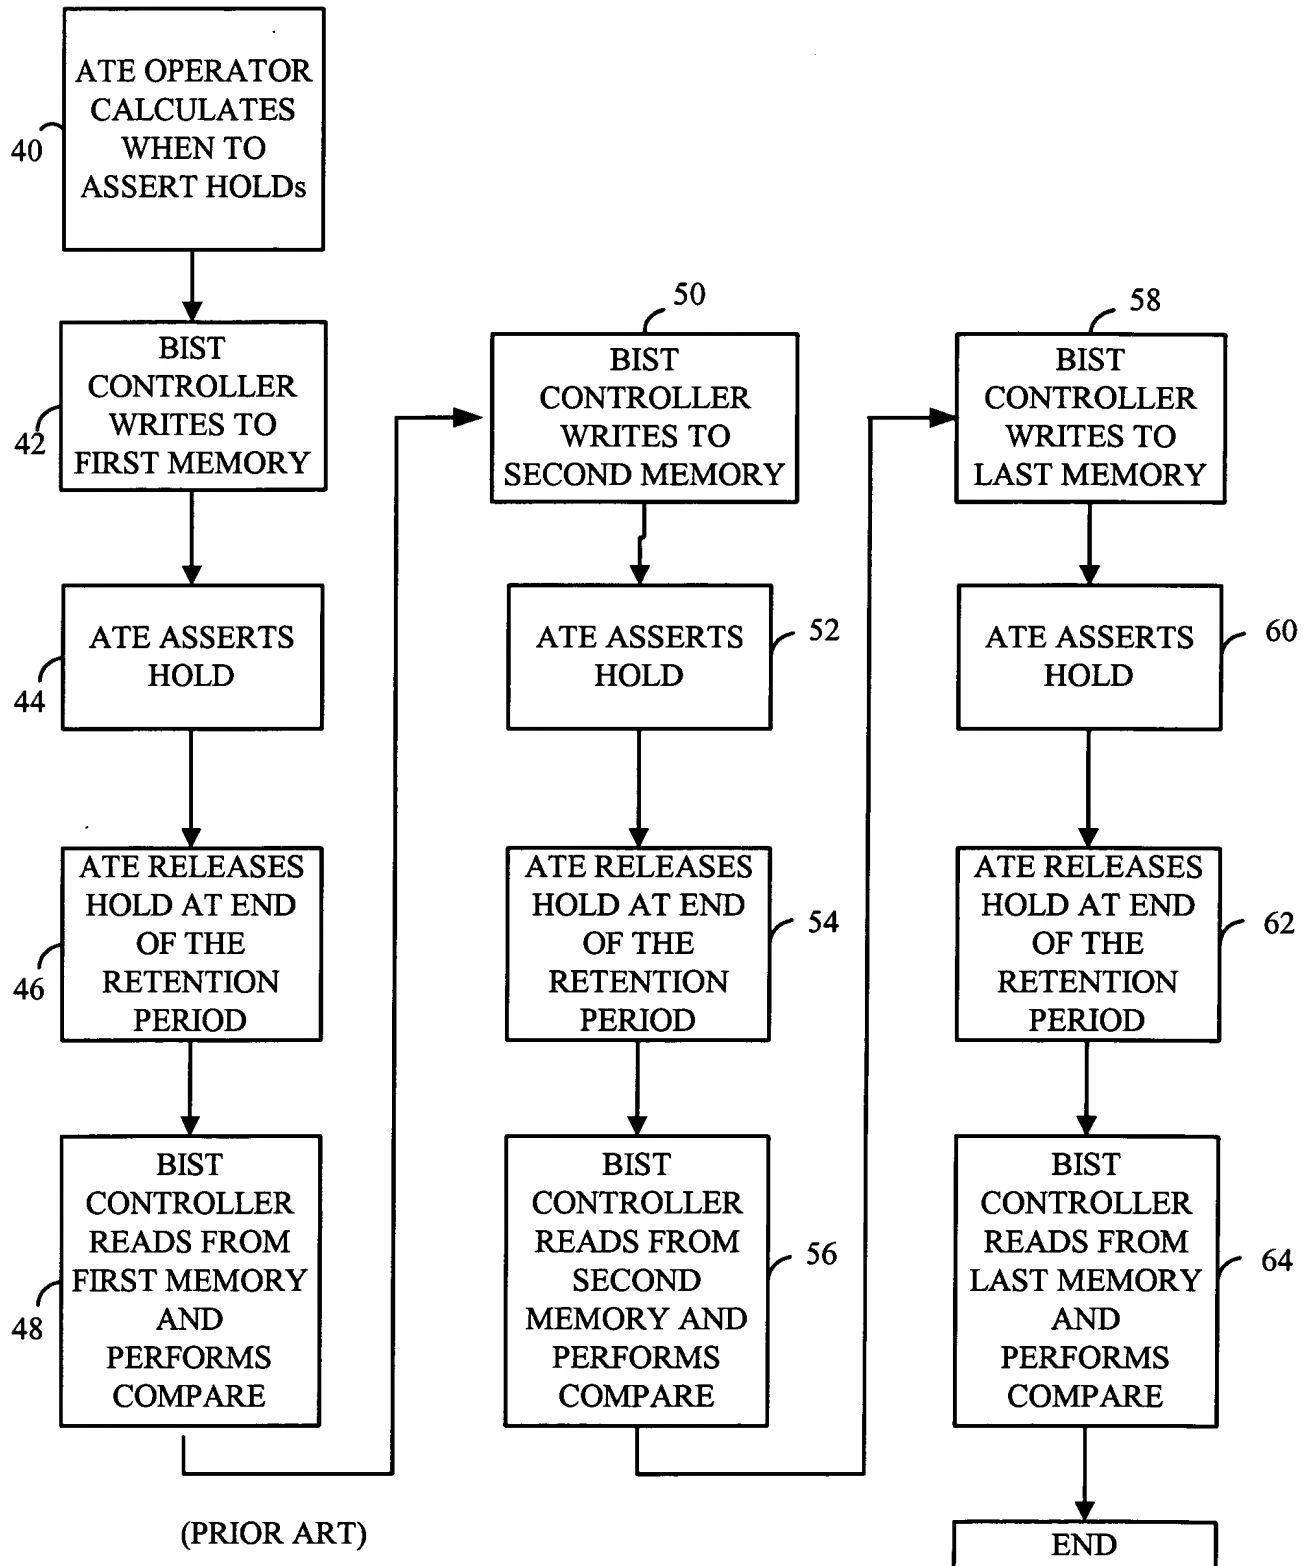 ATE OPERATOR
CALCULATES
WHEN TO
ASSERT HOLDs
40
BIST
CONTROLLER
WRITES TO
FIRST MEMORY
42
ATE ASSERTS
HOLD
44
ATE RELEASES
HOLD AT END
OF THE
RETENTION
PERIOD
46
BIST
CONTROLLER
READS FROM
FIRST MEMORY
AND
PERFORMS
COMPARE
48
50
BIST
CONTROLLER
WRITES TO
SECOND MEMORY
ATE ASSERTS
HOLD
52
ATE RELEASES
HOLD AT END
OF THE
RETENTION
PERIOD
54
BIST
CONTROLLER
READS FROM
SECOND
MEMORY AND
PERFORMS
COMPARE
56
58
BIST
CONTROLLER
WRITES TO
LAST MEMORY
ATE ASSERTS
HOLD
60
ATE RELEASES
HOLD AT END
OF THE
RETENTION
PERIOD
62
BIST
CONTROLLER
READS FROM
LAST MEMORY
AND
PERFORMS
COMPARE
64
END
(PRIOR ART)